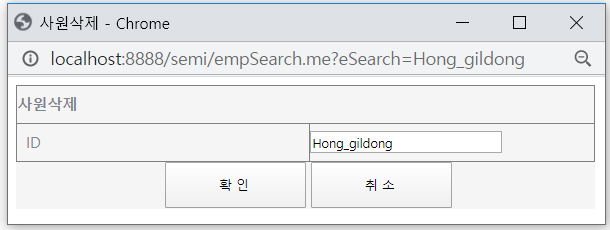 사원삭제 - Chrome
localhost:8888/semi/empSearch.me?eSearch=Hong_gildong
사원삭제
ID Hong_gildong
확 인 취 소